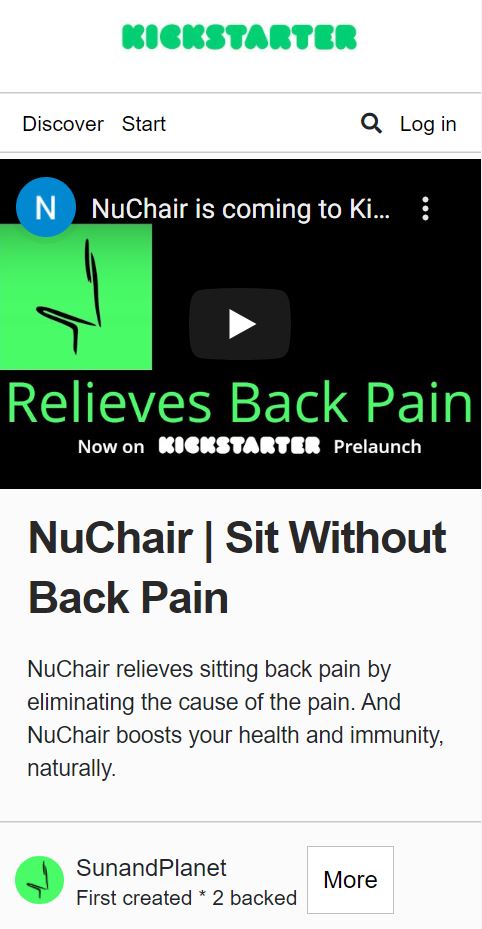 KICKSTARTER
Discover Start Log in
N NuChair is coming to Ki...
Relieves Back Pain
Now on KICKSTARTER Prelaunch
NuChair | Sit Without
Back Pain
NuChair relieves sitting back pain by
eliminating the cause of the pain. And
NuChair boosts your health and immunity,
naturally.
SunandPlanet
First created * 2 backed
More